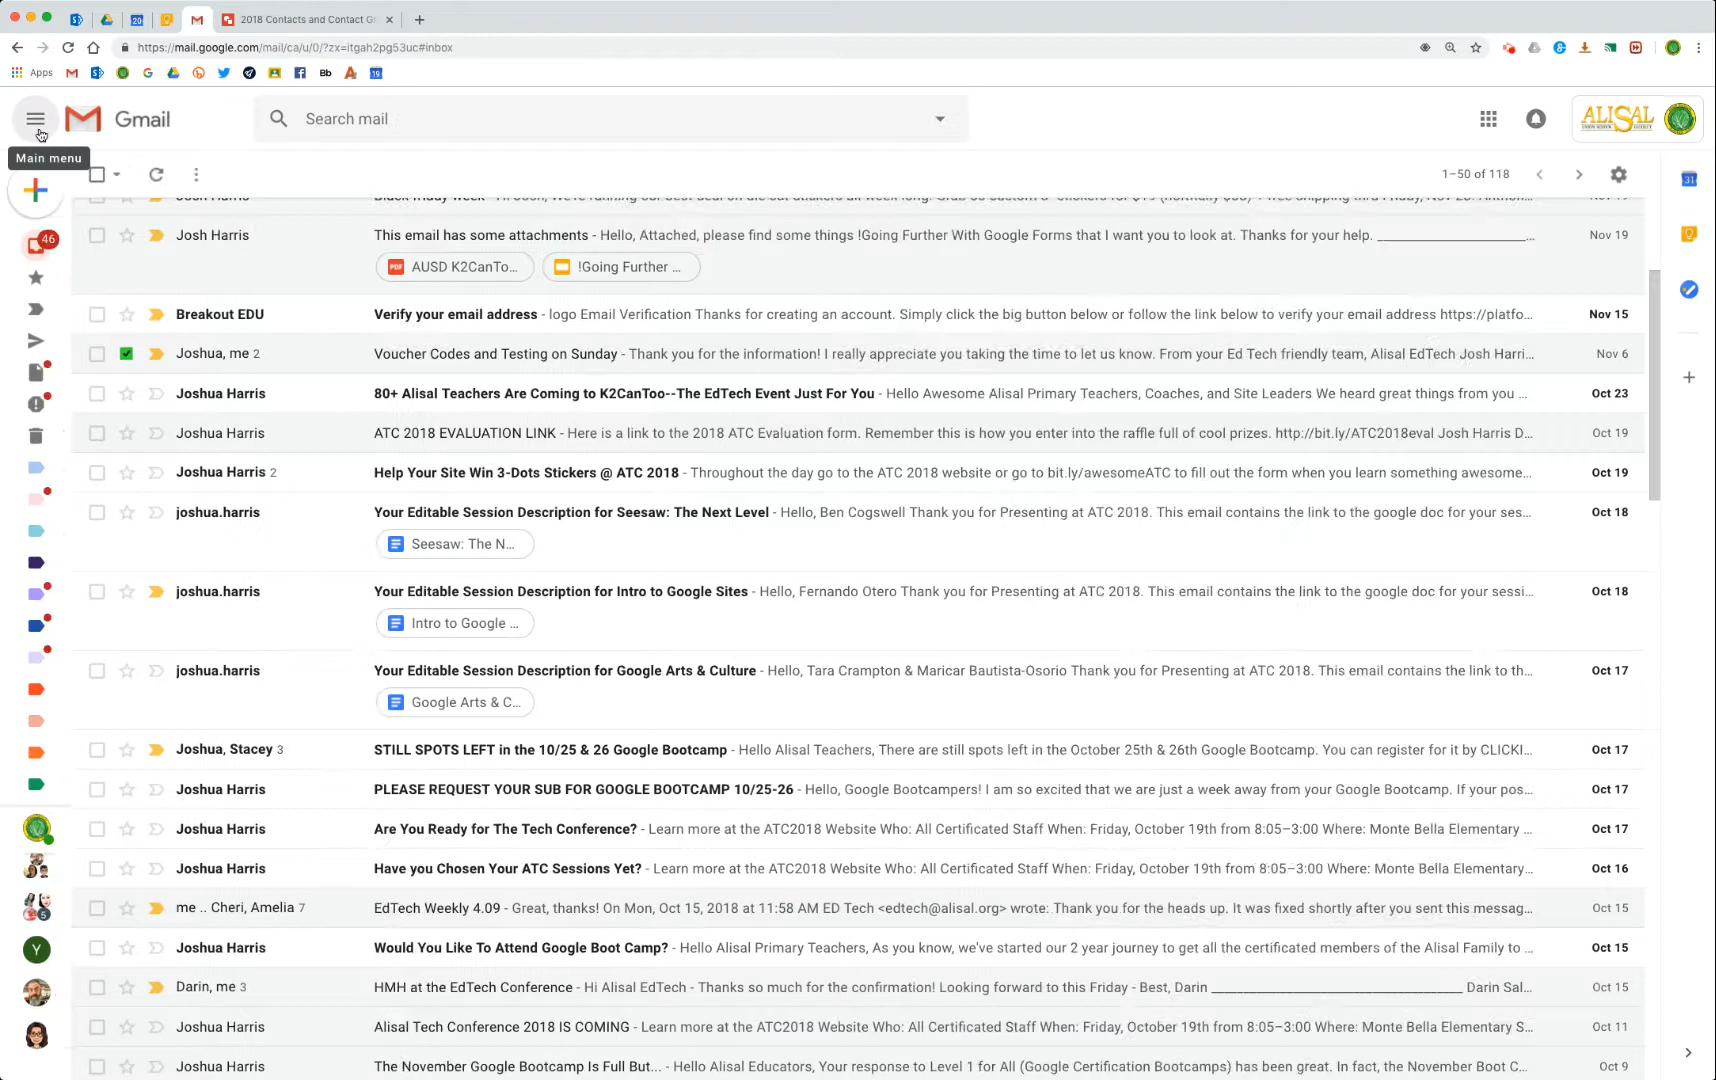 20 2018 Contacts and Contact Gr
https://mail.google.com/mail/ca/u/0/?zx=itgah2pg53uc#inbox
Apps Bb 19
Gmail Search mail ALISAL
Main menu
1–50 of 118
31
Josh Harris This email has some attachments - Hello, Attached, please find some things !Going Further With Google Forms that I want you to look at. Thanks for your help. ... Nov 19
46
PDF AUSD K2CanTo... !Going Further ...
Breakout EDU Verify your email address - logo Email Verification Thanks for creating an account. Simply click the big button below or follow the link below to verify your email address https://platfo... Nov 15
Joshua, me 2 Voucher Codes and Testing on Sunday - Thank you for the information! I really appreciate you taking the time to let us know. From your Ed Tech friendly team, Alisal EdTech Josh Harri... Nov 6
Joshua Harris 80+ Alisal Teachers Are Coming to K2CanToo--The EdTech Event Just For You - Hello Awesome Alisal Primary Teachers, Coaches, and Site Leaders We heard great things from you ... Oct 23
Joshua Harris ATC 2018 EVALUATION LINK - Here is a link to the 2018 ATC Evaluation form. Remember this is how you enter into the raffle full of cool prizes. http://bit.ly/ATC2018eval Josh Harris D... Oct 19
Joshua Harris 2 Help Your Site Win 3-Dots Stickers @ ATC 2018 - Throughout the day go to the ATC 2018 website or go to bit.ly/awesomeATC to fill out the form when you learn something awesome... Oct 19
joshua.harris Your Editable Session Description for Seesaw: The Next Level - Hello, Ben Cogswell Thank you for Presenting at ATC 2018. This email contains the link to the google doc for your ses... Oct 18
Seesaw: The N...
joshua.harris Your Editable Session Description for Intro to Google Sites - Hello, Fernando Otero Thank you for Presenting at ATC 2018. This email contains the link to the google doc for your sessi... Oct 18
Intro to Google ...
joshua.harris Your Editable Session Description for Google Arts & Culture - Hello, Tara Crampton & Maricar Bautista-Osorio Thank you for Presenting at ATC 2018. This email contains the link to th... Oct 17
Google Arts & C...
Joshua, Stacey 3 STILL SPOTS LEFT in the 10/25 & 26 Google Bootcamp - Hello Alisal Teachers, There are still spots left in the October 25th & 26th Google Bootcamp. You can register for it by CLICKI... Oct 17
Joshua Harris PLEASE REQUEST YOUR SUB FOR GOOGLE BOOTCAMP 10/25-26 - Hello, Google Bootcampers! I am so excited that we are just a week away from your Google Bootcamp. If your pos... Oct 17
Joshua Harris Are You Ready for The Tech Conference? - Learn more at the ATC2018 Website Who: All Certificated Staff When: Friday, October 19th from 8:05–3:00 Where: Monte Bella Elementary ... Oct 17
Joshua Harris Have you Chosen Your ATC Sessions Yet? - Learn more at the ATC2018 Website Who: All Certificated Staff When: Friday, October 19th from 8:05–3:00 Where: Monte Bella Elementary... Oct 16
me .. Cheri, Amelia 7 EdTech Weekly 4.09 - Great, thanks! On Mon, Oct 15, 2018 at 11:58 AM ED Tech <edtech@alisal.org> wrote: Thank you for the heads up. It was fixed shortly after you sent this messag... Oct 15
5
Y Joshua Harris Would You Like To Attend Google Boot Camp? - Hello Alisal Primary Teachers, As you know, we've started our 2 year journey to get all the certificated members of the Alisal Family to ... Oct 15
Darin, me 3 HMH at the EdTech Conference - Hi Alisal EdTech - Thanks so much for the confirmation! Looking forward to this Friday - Best, Darin ____ Darin Sal... Oct 15
Joshua Harris Alisal Tech Conference 2018 IS COMING - Learn more at the ATC2018 Website Who: All Certificated Staff When: Friday, October 19th from 8:05–3:00 Where: Monte Bella Elementary S... Oct 11
Joshua Harris The November Google Bootcamp Is Full But... - Hello Alisal Educators, Your response to Level 1 for All (Google Certification Bootcamps) has been great. In fact, the November Boot C... Oct 9